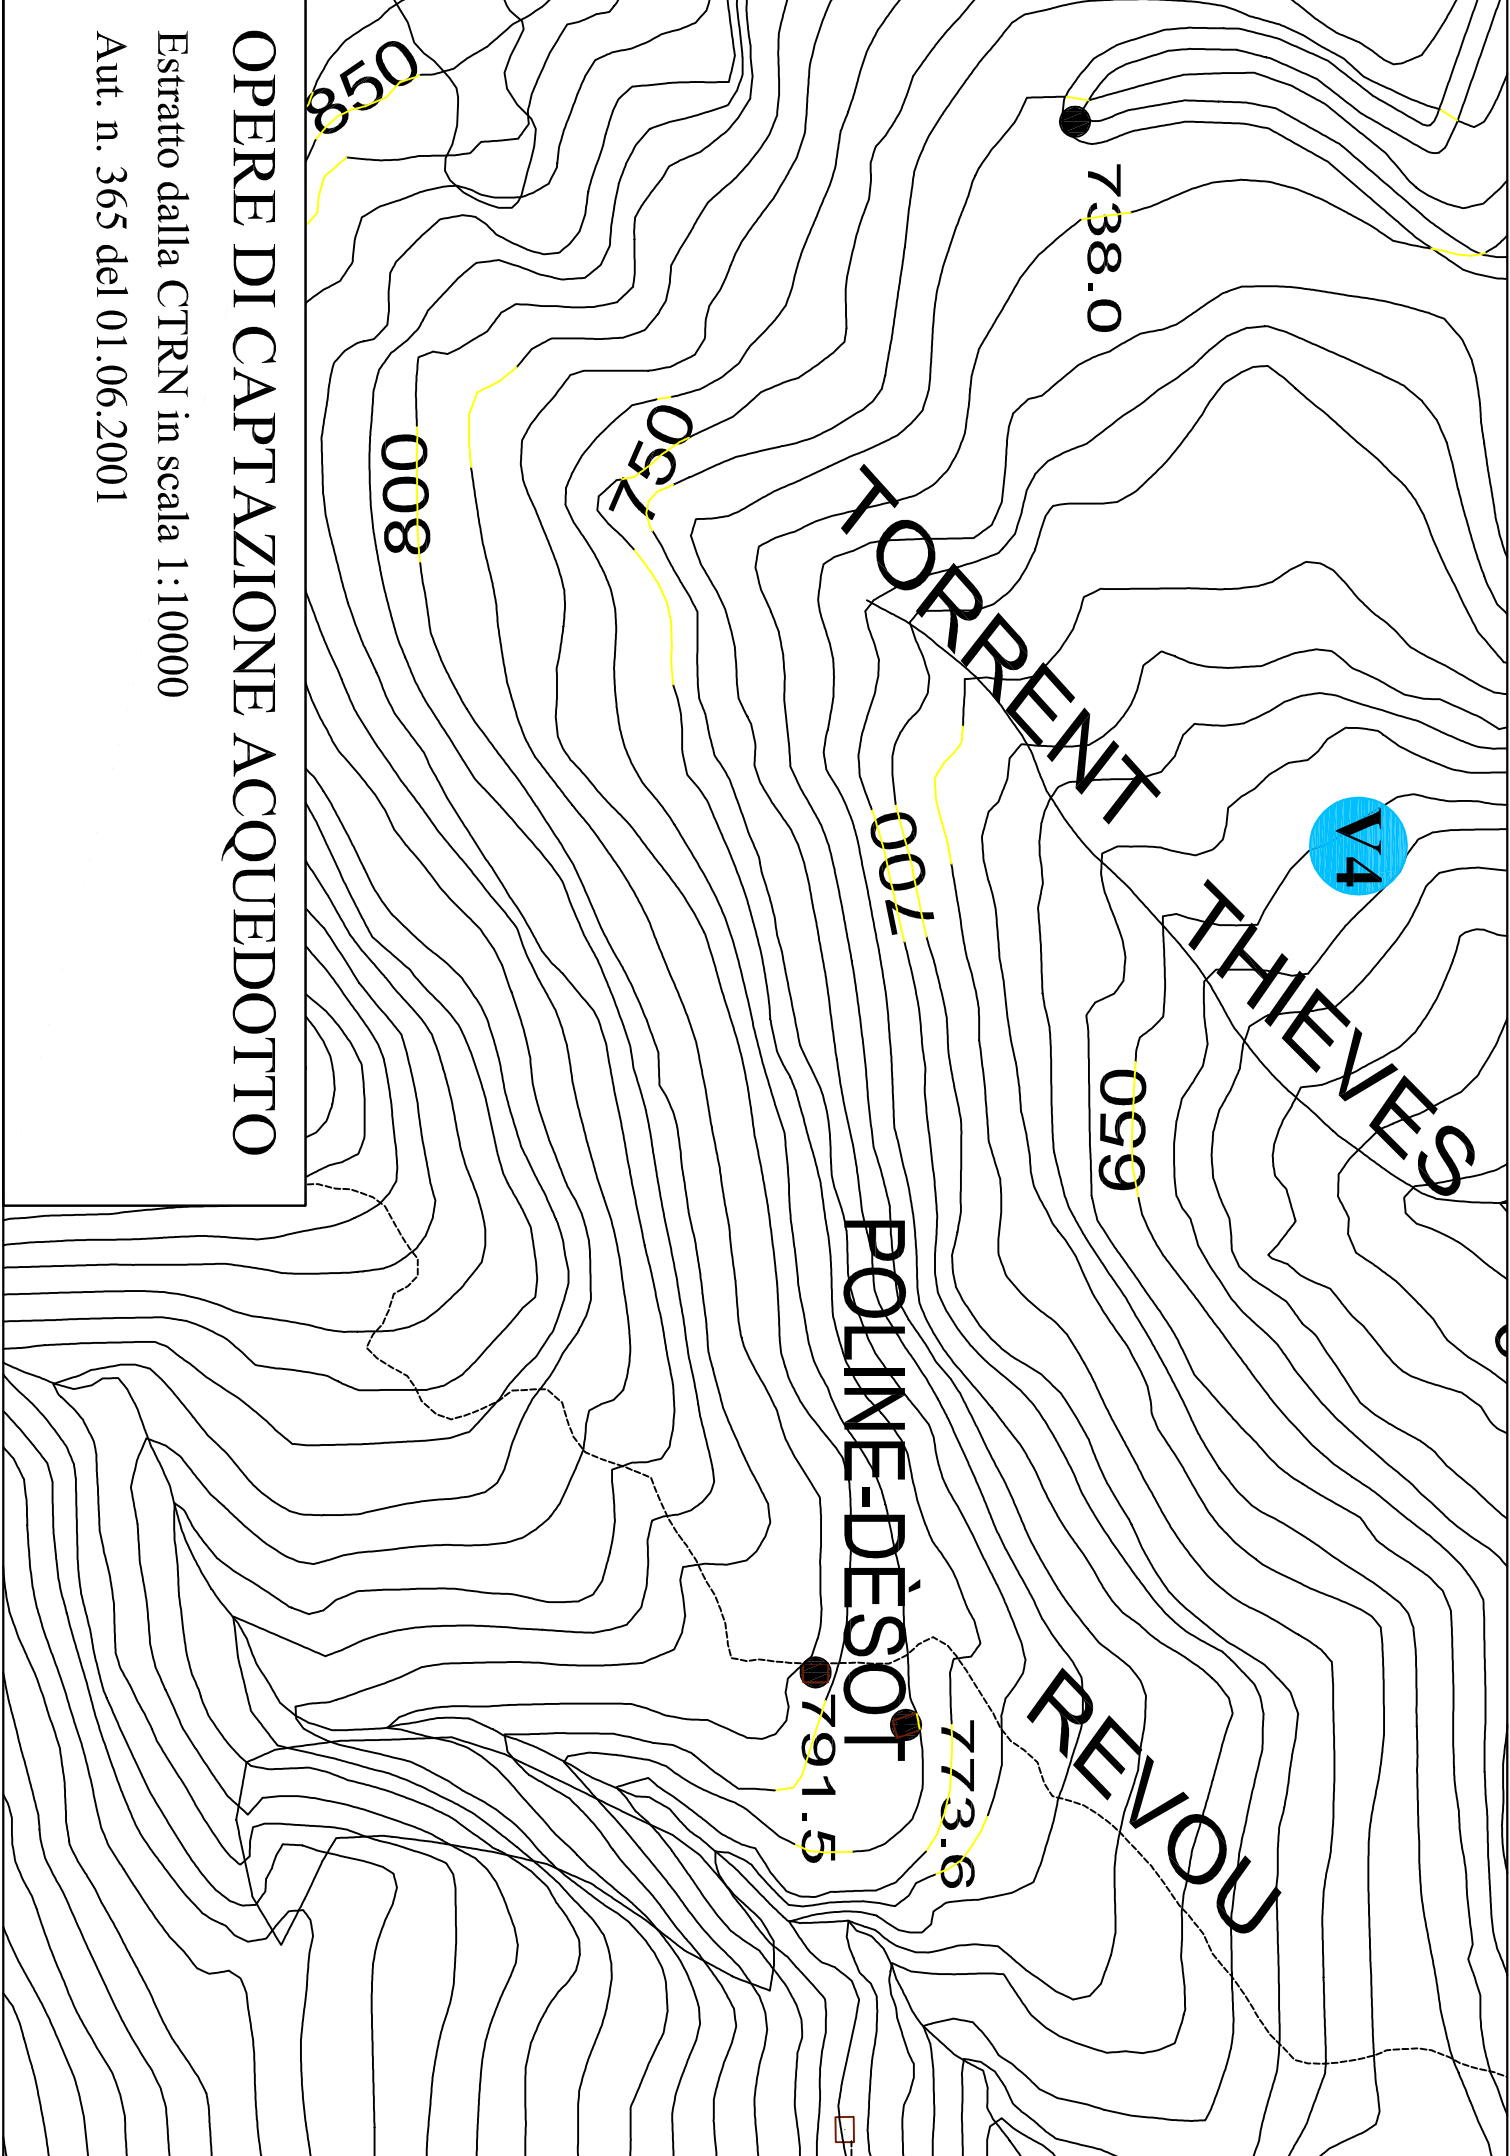 OPERE DI CAPTAZIONE ACQUEDOTTO
Estratto dalla CTRN in scala 1:10000
Aut. n. 365 del 01.06.2001
850
738.0
800
750
TORRENT
THIEVES
V4
700
650
POLINE-DÈSOT
REVOU
791.5
773.6